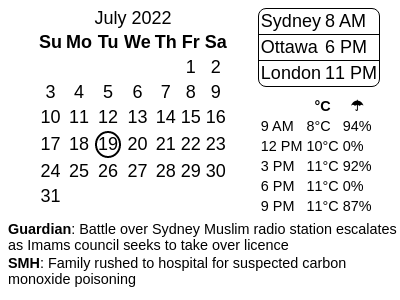 July 2022
Su Mo Tu We Th Fr Sa
1 2
3 4 5 6 7 8 9
10 11 12 13 14 15 16
17 18 19 20 21 22 23
24 25 26 27 28 29 30
31
Sydney 8 AM
Ottawa 6 PM
London 11 PM
°C ☂
9 AM 8°C 94%
12 PM 10°C 0%
3 PM 11°C 92%
6 PM 11°C 0%
9 PM 11°C 87%
Guardian: Battle over Sydney Muslim radio station escalates
as Imams council seeks to take over licence
SMH: Family rushed to hospital for suspected carbon
monoxide poisoning